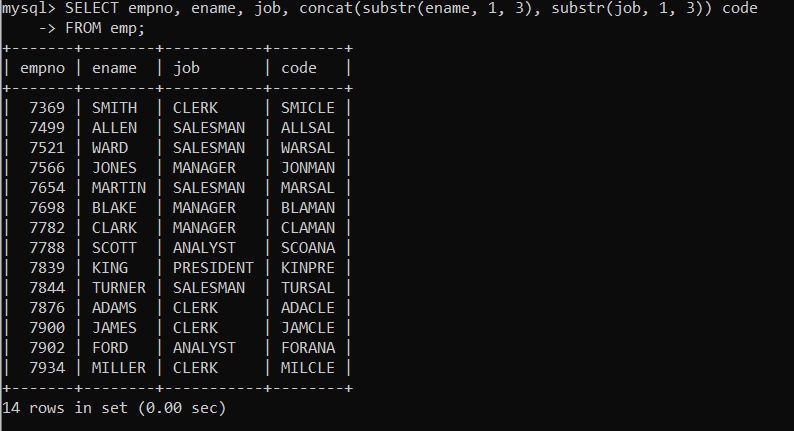 mysql> SELECT empno, ename, job, concat(substr(ename, 1, 3), substr(job, 1, 3)) code
    -> FROM emp;
+-------+--------+-----------+--------+
| empno | ename  | job       | code   |
+-------+--------+-----------+--------+
|  7369 | SMITH  | CLERK     | SMICLE |
|  7499 | ALLEN  | SALESMAN  | ALLSAL |
|  7521 | WARD   | SALESMAN  | WARSAL |
|  7566 | JONES  | MANAGER   | JONMAN |
|  7654 | MARTIN | SALESMAN  | MARSAL |
|  7698 | BLAKE  | MANAGER   | BLAMAN |
|  7782 | CLARK  | MANAGER   | CLAMAN |
|  7788 | SCOTT  | ANALYST   | SCOANA |
|  7839 | KING   | PRESIDENT | KINPRE |
|  7844 | TURNER | SALESMAN  | TURSAL |
|  7876 | ADAMS  | CLERK     | ADACLE |
|  7900 | JAMES  | CLERK     | JAMCLE |
|  7902 | FORD   | ANALYST   | FORANA |
|  7934 | MILLER | CLERK     | MILCLE |
+-------+--------+-----------+--------+
14 rows in set (0.00 sec)